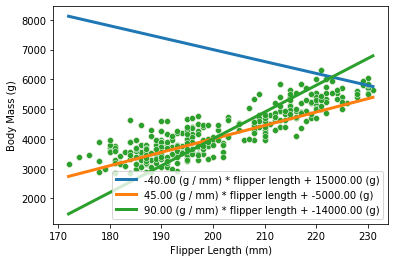 8000
7000
6000
5000
4000
3000
2000
Body Mass (g)
-40.00 (g / mm) * flipper length + 15000.00 (g)
45.00 (g / mm) * flipper length + -5000.00 (g)
90.00 (g / mm) * flipper length + -14000.00 (g)
170 180 190 200 210 220 230
Flipper Length (mm)